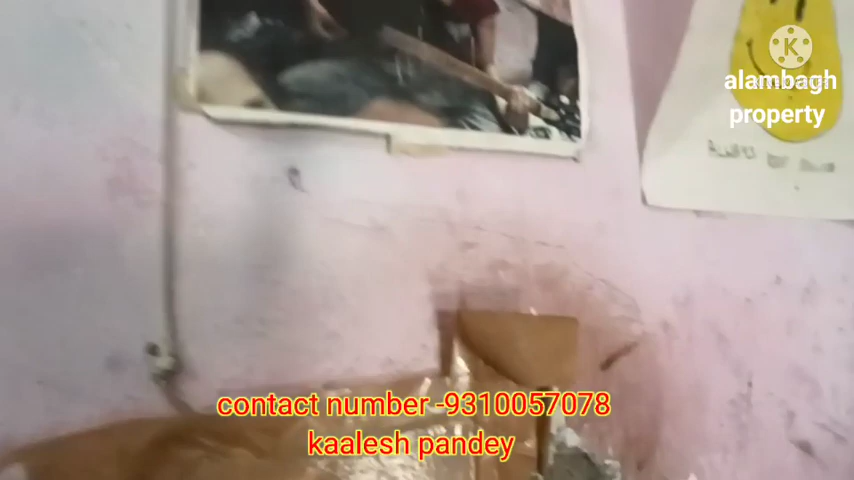 K
alambagh
property
contact number -9310057078
kaalesh pandey